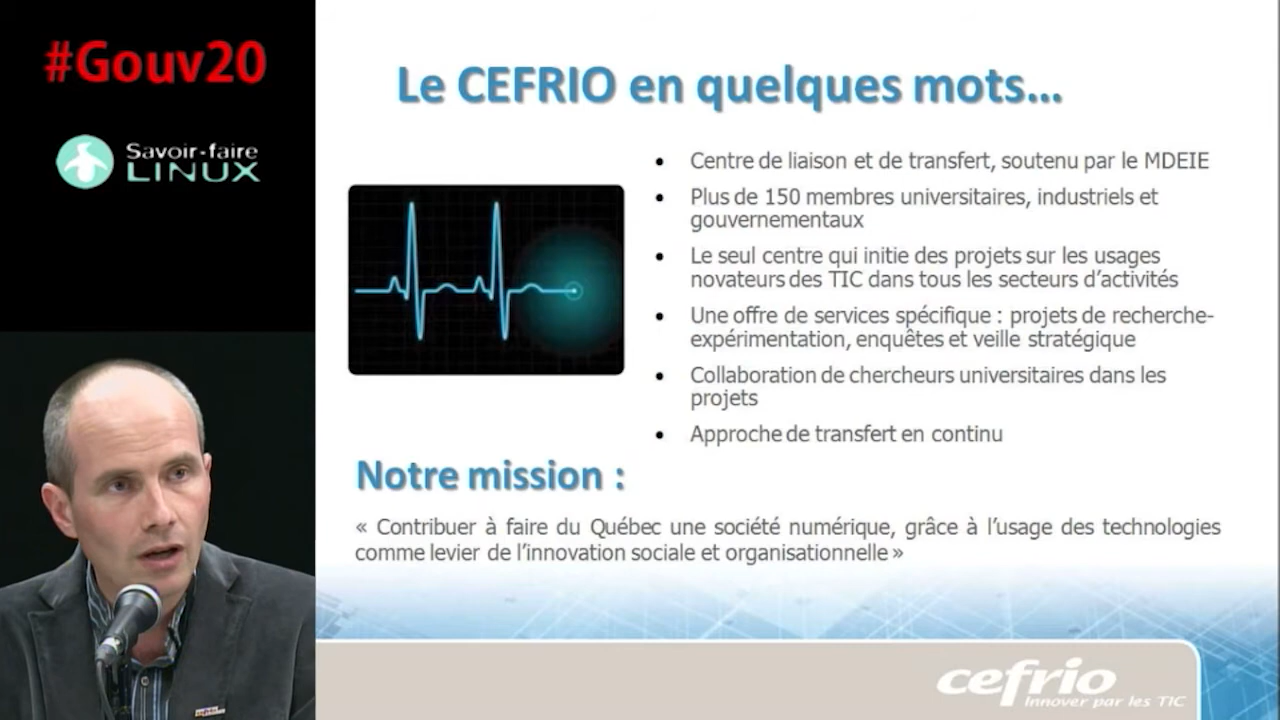 #Gouv20
Savoir-faire
LINUX
Le CEFRIO en quelques mots...
• Centre de liaison et de transfert, soutenu par le MDEIE
• Plus de 150 membres universitaires, industriels et
gouvernementaux
• Le seul centre qui initie des projets sur les usages
novateurs des TIC dans tous les secteurs d’activités
• Une offre de services spécifique : projets de recherche-
expérimentation, enquêtes et veille stratégique
• Collaboration de chercheurs universitaires dans les
projets
• Approche de transfert en continu
Notre mission :
« Contribuer à faire du Québec une société numérique, grâce à l’usage des technologies
comme levier de l’innovation sociale et organisationnelle »
cefrio
Innover par les TIC